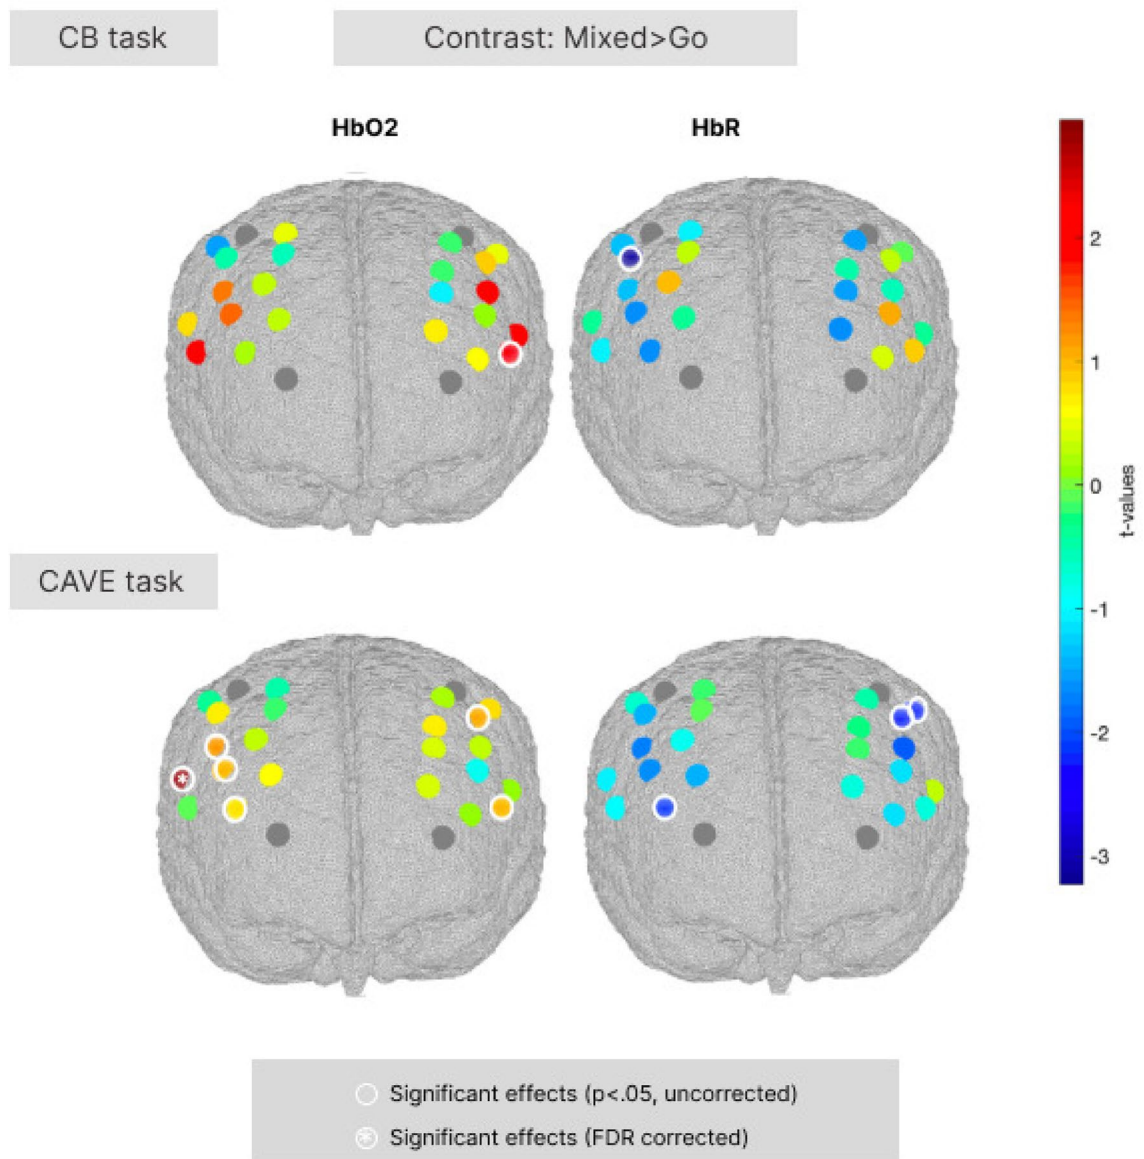 CB task
Contrast: Mixed>Go
HbO2
HbR
2
1
0
-1
-2
-3
t-values
CAVE task
*
Significant effects (p<.05, uncorrected)
* Significant effects (FDR corrected)